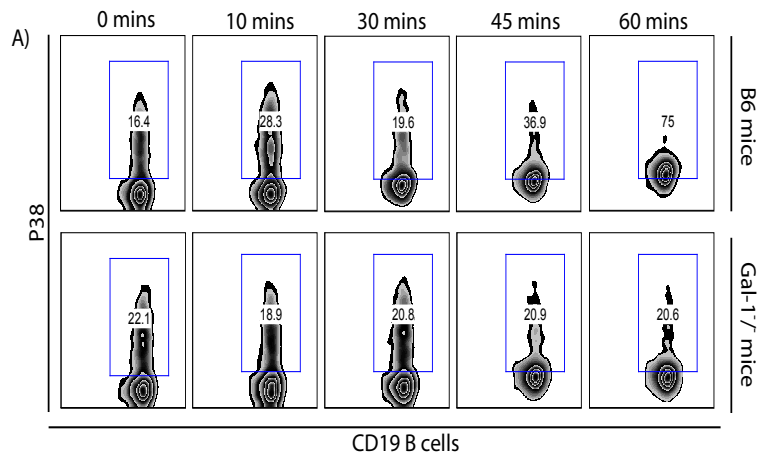 A)
0 mins 10 mins 30 mins 45 mins 60 mins
16.4 28.3 19.6 36.9 75
B6 mice
P38
22.1 18.9 20.8 20.9 20.6
Gal-1-/- mice
CD19 B cells